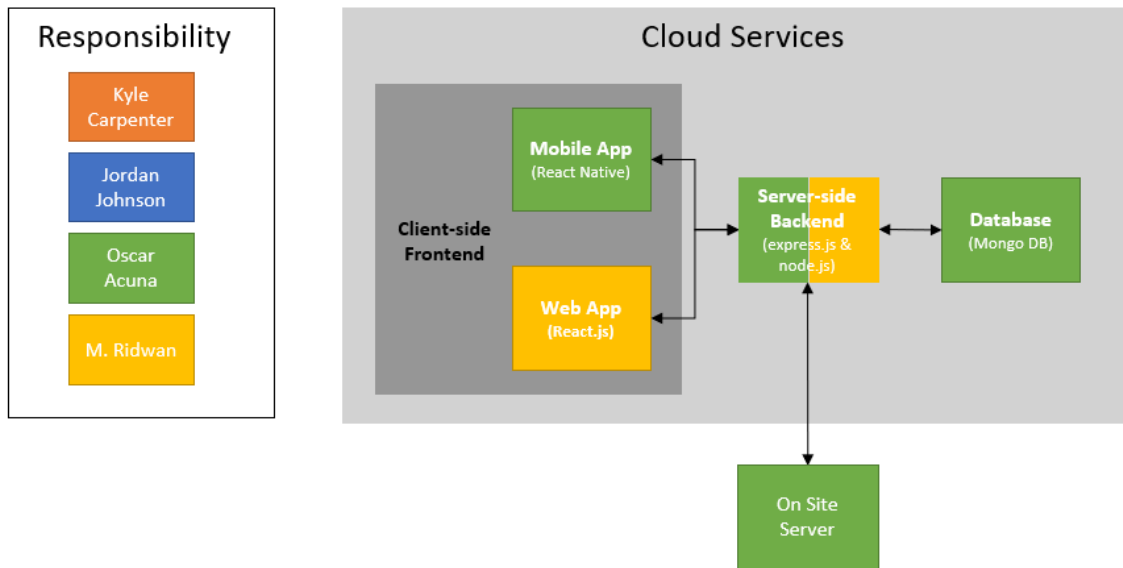 Responsibility
Kyle
Carpenter
Jordan
Johnson
Oscar
Acuna
M. Ridwan
Cloud Services
Client-side
Frontend
Mobile App
(React Native)
Web App
(React.js)
Server-side
Backend
(express.js &
node.js)
Database
(Mongo DB)
On Site
Server